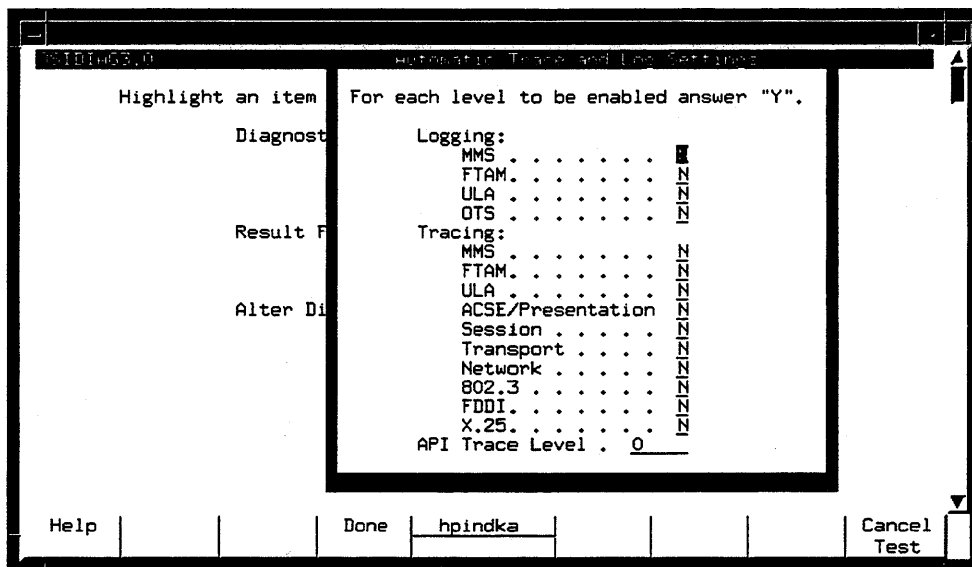 OSIDIAG3.0 Automatic Trace and Log Settings
Highlight an item
For each level to be enabled answer "Y".
Diagnost
Logging:
MMS . . . . . . .
FTAM. . . . . . . N
ULA . . . . . . . N
OTS . . . . . . . N
Result F
Tracing:
MMS . . . . . . . N
FTAM. . . . . . . N
ULA . . . . . . . N
Alter Di
ACSE/Presentation N
Session . . . . . N
Transport . . . . N
Network . . . . . N
802.3 . . . . . . N
FDDI. . . . . . . N
X.25. . . . . . . N
API Trace Level . 0
Help Done hpindka Cancel
Test